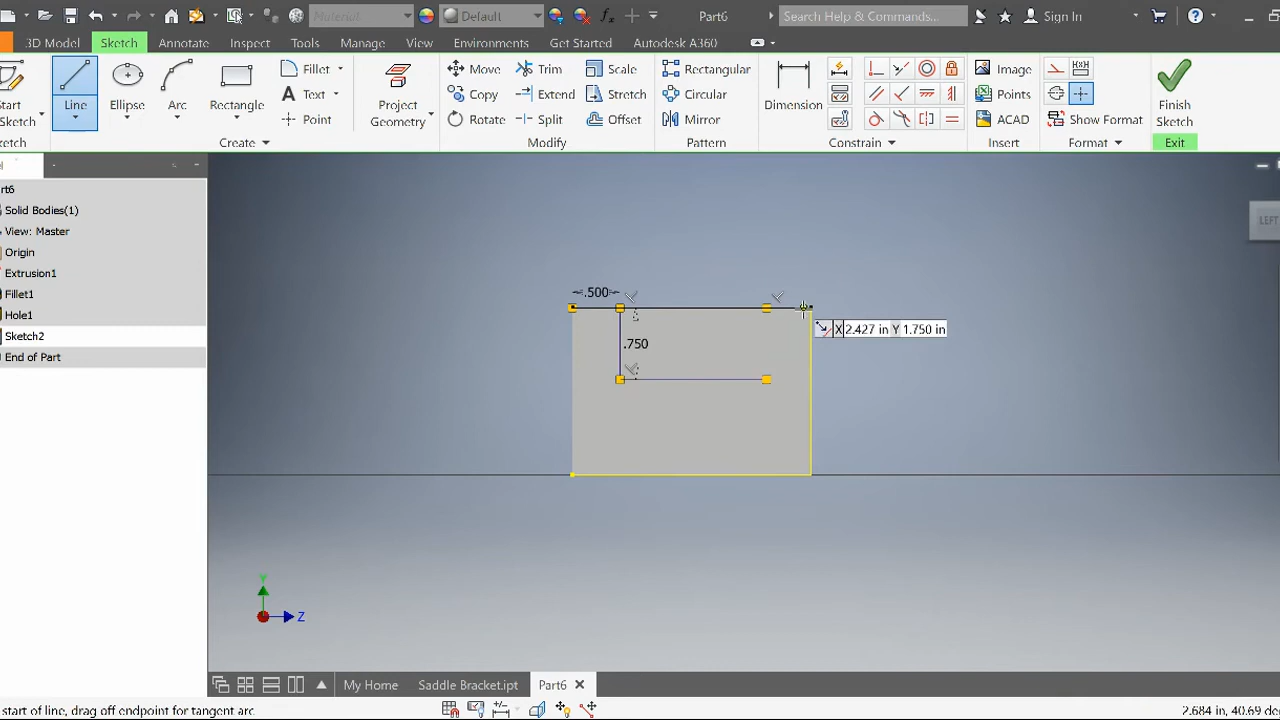 Material
Default
Part6
Search Help & Commands...
Sign In
3D Model
Sketch
Annotate
Inspect
Tools
Manage
View
Environments
Get Started
Autodesk A360
Start
Sketch
Line
Ellipse
Arc
Rectangle
Fillet
Text
Point
Project
Geometry
Move
Copy
Rotate
Trim
Extend
Split
Scale
Stretch
Offset
Rectangular
Circular
Mirror
Dimension
Image
Points
ACAD
Show Format
Finish
Sketch
ketch
Create
Modify
Pattern
Constrain
Insert
Format
Exit
el
rt6
Solid Bodies(1)
View: Master
Origin
Extrusion1
Fillet1
Hole1
Sketch2
End of Part
LEFT
.500
.750
X 2.427 in Y 1.750 in
Y
Z
My Home
Saddle Bracket.ipt
Part6
start of line, drag off endpoint for tangent arc
2.684 in, 40.69 de